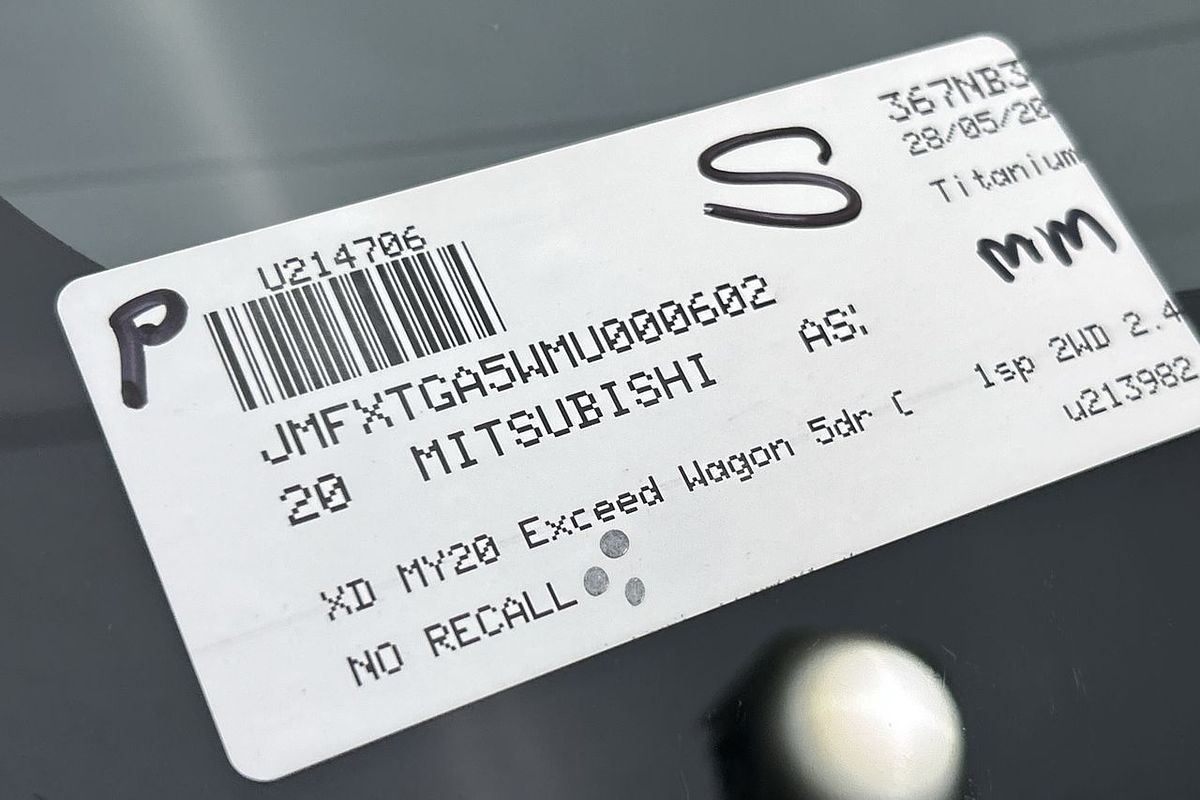 P
S
367NB3
28/05/20
Titanium
MM
U214706
JMFXTGA5WMU000602
20 MITSUBISHI AS:
XD MY20 Exceed Wagon 5dr C 1sp 2WD 2.4
u213982
NO RECALL